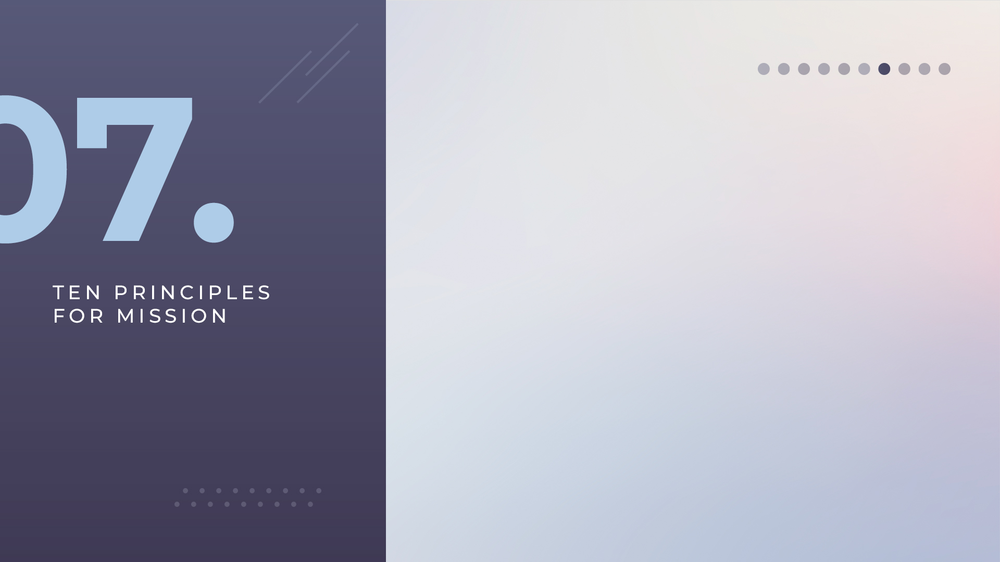 07.
TEN PRINCIPLES
FOR MISSION